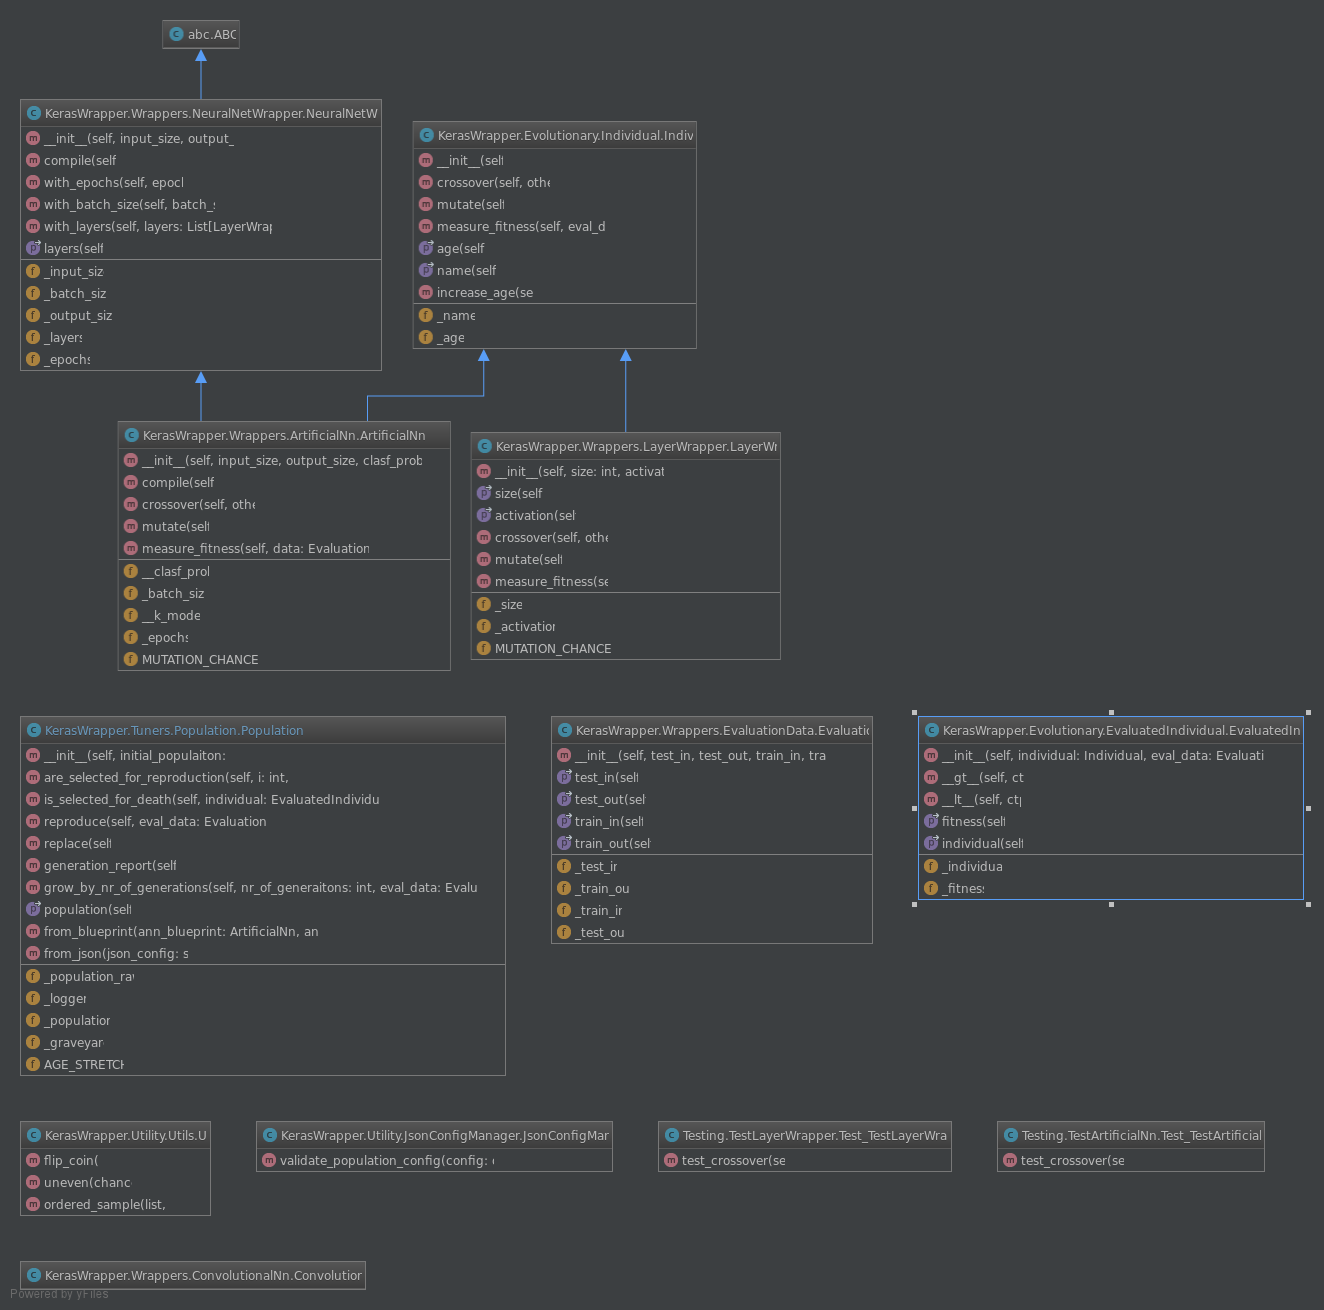 abc.ABC
KerasWrapper.Wrappers.NeuralNetWrapper.NeuralNetW
__init__(self, input_size, output_
compile(self
with_epochs(self, epocl
with_batch_size(self, batch_s
with_layers(self, layers: List[LayerWrap
layers(self
_input_siz
_batch_siz
_output_siz
_layers
_epochs
KerasWrapper.Evolutionary.Individual.Indiv
__init__(self
crossover(self, othe
mutate(self
measure_fitness(self, eval_d
age(self
name(self
increase_age(se
_name
_age
KerasWrapper.Wrappers.ArtificialNn.ArtificialNn
__init__(self, input_size, output_size, clasf_prob
compile(self
crossover(self, othe
mutate(self
measure_fitness(self, data: Evaluation
__clasf_prol
_batch_siz
__k_mode
_epochs
MUTATION_CHANCE
KerasWrapper.Wrappers.LayerWrapper.LayerWr
__init__(self, size: int, activat
size(self
activation(self
crossover(self, othe
mutate(self
measure_fitness(se
_size
_activation
MUTATION_CHANCE
KerasWrapper.Tuners.Population.Population
__init__(self, initial_populaiton:
are_selected_for_reproduction(self, i: int,
is_selected_for_death(self, individual: EvaluatedIndividu
reproduce(self, eval_data: Evaluation
replace(self
generation_report(self
grow_by_nr_of_generations(self, nr_of_generaitons: int, eval_data: Evalu
population(self
from_blueprint(ann_blueprint: ArtificialNn, an
from_json(json_config: s
_population_rav
_logger
_population
_graveyar
AGE_STRETCH
KerasWrapper.Wrappers.EvaluationData.Evaluatic
__init__(self, test_in, test_out, train_in, tra
test_in(self
test_out(self
train_in(self
train_out(self
_test_ir
_train_ou
_train_ir
_test_ou
KerasWrapper.Evolutionary.EvaluatedIndividual.EvaluatedIn
__init__(self, individual: Individual, eval_data: Evaluati
__gt__(self, ct
__lt__(self, ct
fitness(self
individual(self
_individua
_fitness
KerasWrapper.Utility.Utils.U
flip_coin(
uneven(chance
ordered_sample(list,
KerasWrapper.Utility.JsonConfigManager.JsonConfigMar
validate_population_config(config:
Testing.TestLayerWrapper.Test_TestLayerWra
test_crossover(se
Testing.TestArtificialNn.Test_TestArtificial
test_crossover(se
KerasWrapper.Wrappers.ConvolutionalNn.Convolutior
Powered by yFiles